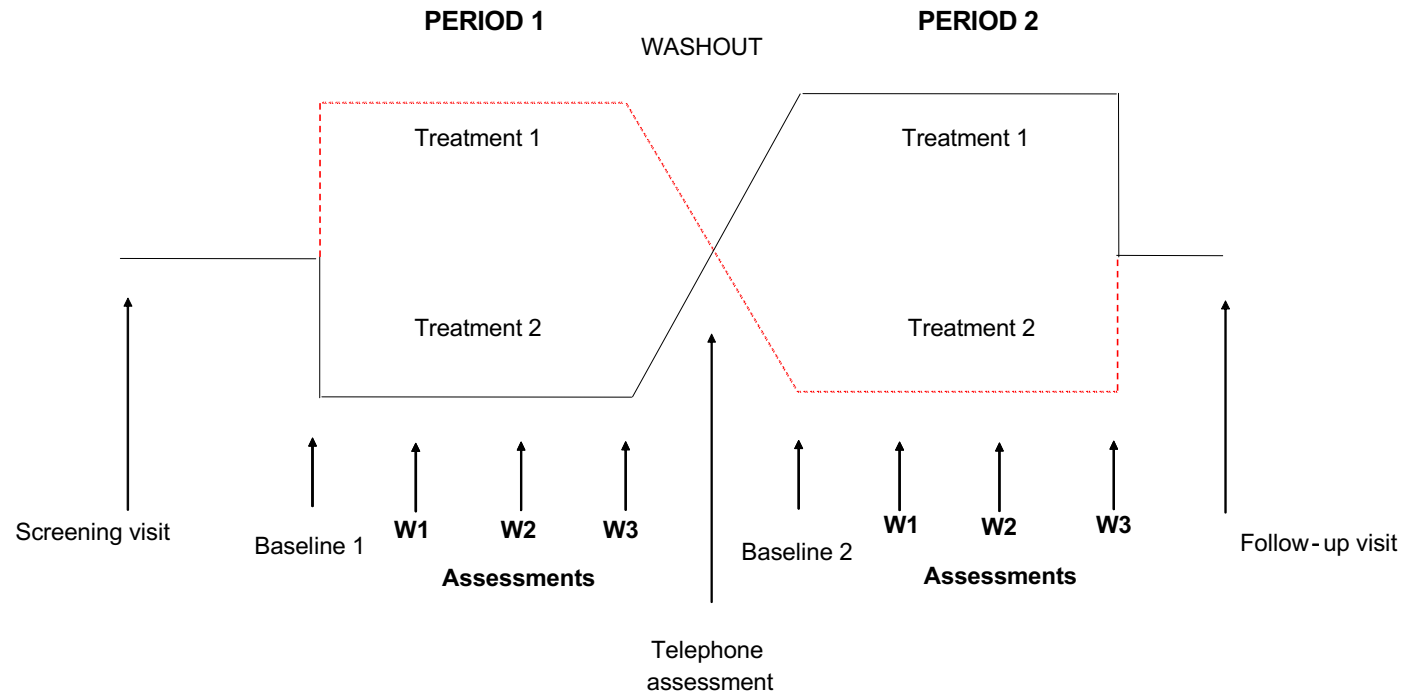 PERIOD 1
PERIOD 2
WASHOUT
Treatment 1
Treatment 1
Treatment 2
Treatment 2
Screening visit
Baseline 1
W1
W2
W3
Assessments
Baseline 2
W1
W2
W3
Assessments
Follow-up visit
Telephone
assessment